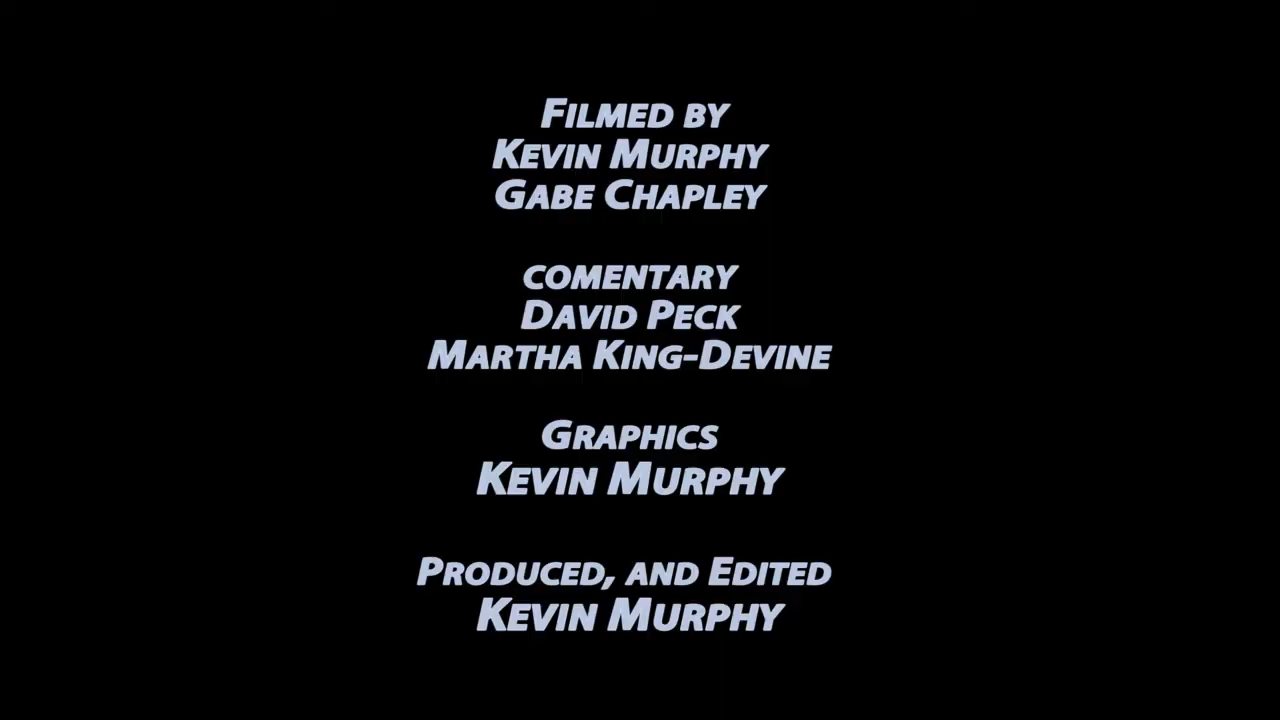 Filmed by
Kevin Murphy
Gabe Chapley
comentary
David Peck
Martha King-Devine
Graphics
Kevin Murphy
Produced, and Edited
Kevin Murphy